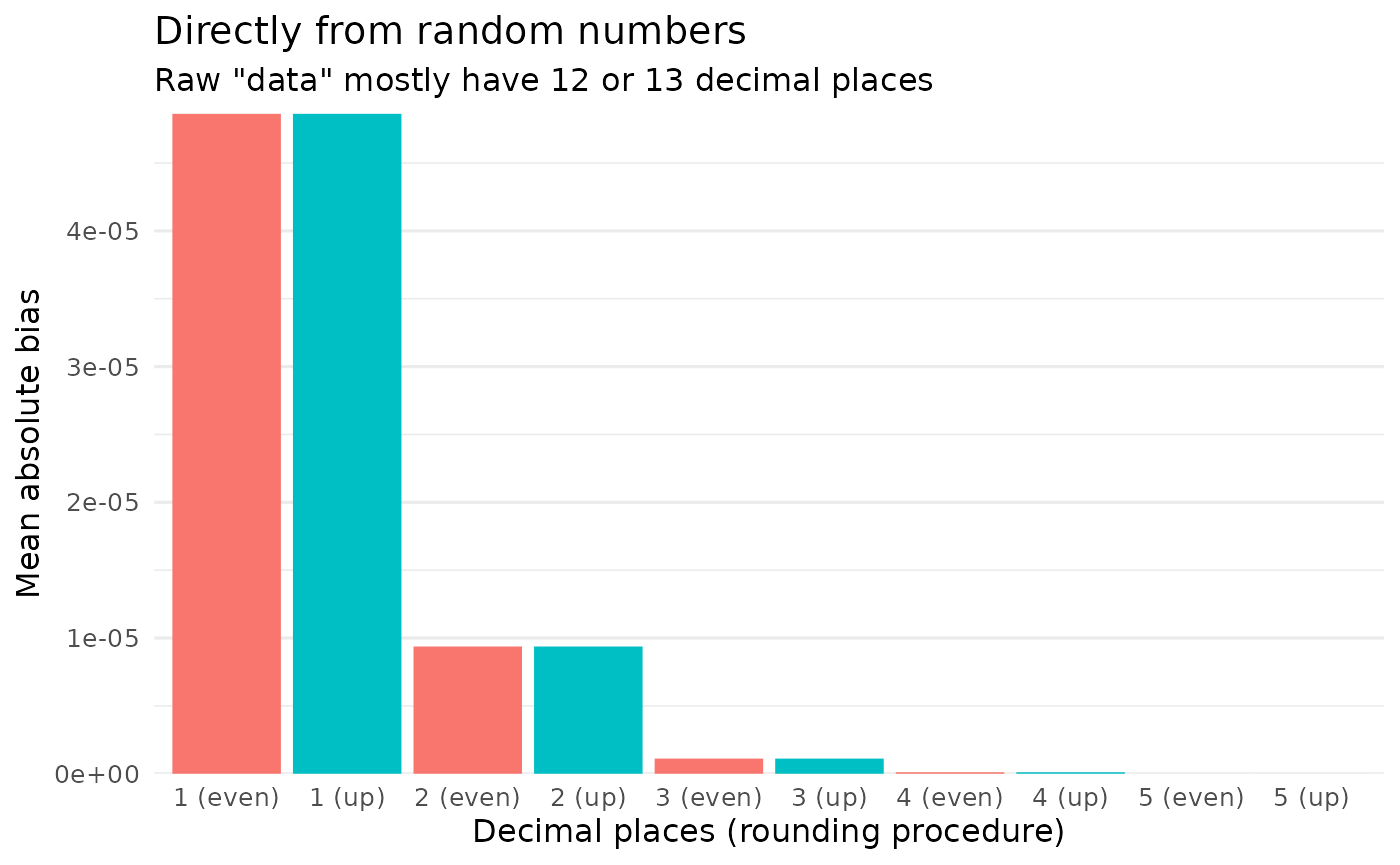 Directly from random numbers
Raw "data" mostly have 12 or 13 decimal places
Mean absolute bias
4e-05
3e-05
2e-05
1e-05
0e+00
1 (even) 1 (up) 2 (even) 2 (up) 3 (even) 3 (up) 4 (even) 4 (up) 5 (even) 5 (up)
Decimal places (rounding procedure)